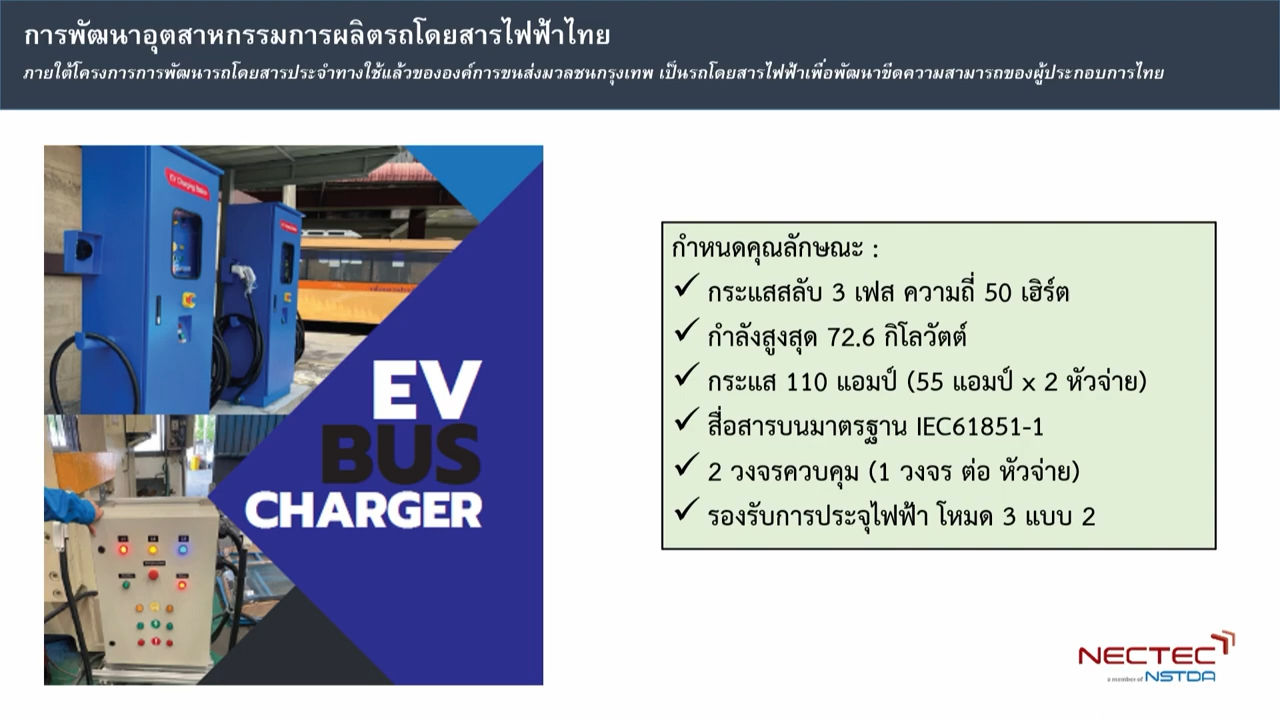 การพัฒนาอุตสาหกรรมการผลิตรถโดยสารไฟฟ้าไทย
ภายใต้โครงการการพัฒนารถโดยสารประจำทางใช้แล้วขององค์การขนส่งมวลชนกรุงเทพ เป็นรถโดยสารไฟฟ้าเพื่อพัฒนาขีดความสามารถของผู้ประกอบการไทย
EV Charging Station
EV
BUS
CHARGER
กำหนดคุณลักษณะ :
✓ กระแสสลับ 3 เฟส ความถี่ 50 เฮิร์ต
✓ กำลังสูงสุด 72.6 กิโลวัตต์
✓ กระแส 110 แอมป์ (55 แอมป์ x 2 หัวจ่าย)
✓ สื่อสารบนมาตรฐาน IEC61851-1
✓ 2 วงจรควบคุม (1 วงจร ต่อ หัวจ่าย)
✓ รองรับการประจุไฟฟ้า โหมด 3 แบบ 2
NECTEC
a member of NSTDA